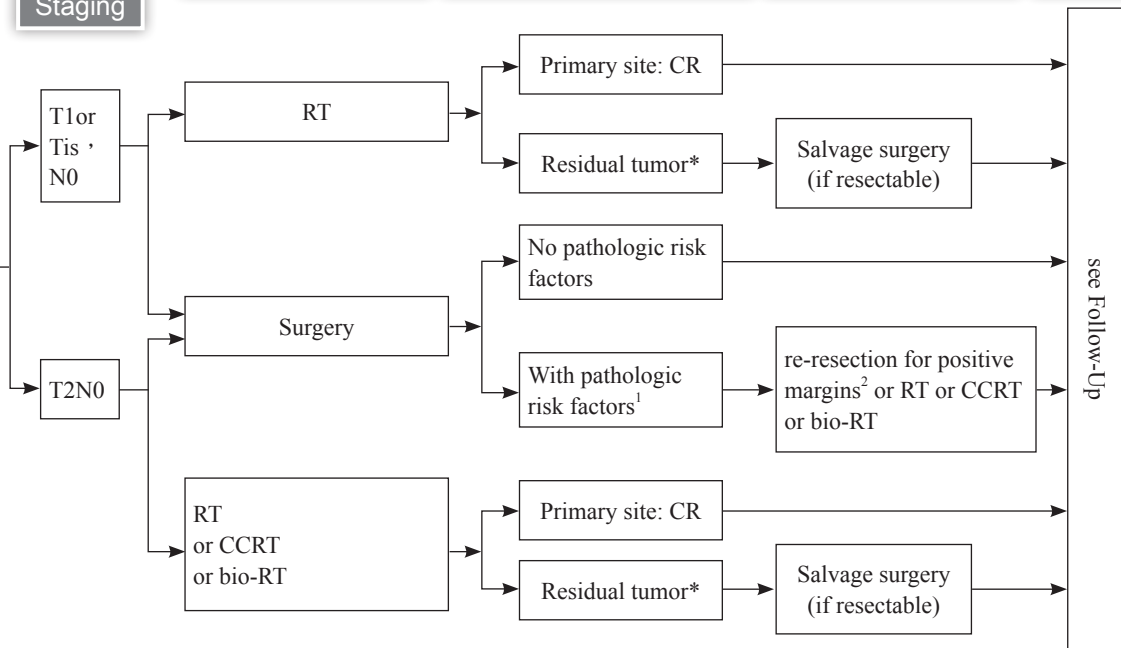 Staging
T1or
Tis，
N0
RT
Primary site: CR
Residual tumor*
Salvage surgery
(if resectable)
Surgery
No pathologic risk
factors
With pathologic
risk factors1
re-resection for positive
margins2 or RT or CCRT
or bio-RT
T2N0
RT
or CCRT
or bio-RT
Primary site: CR
Residual tumor*
Salvage surgery
(if resectable)
see Follow-Up